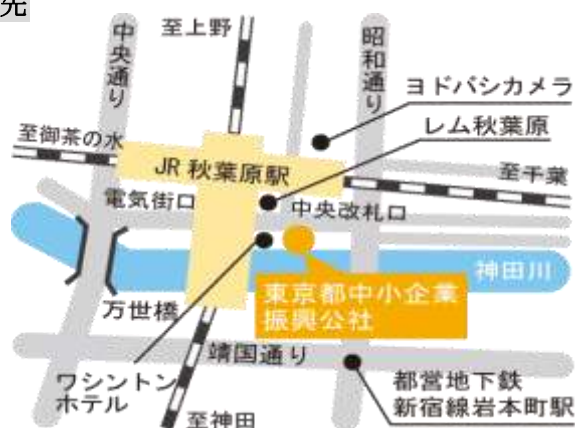 先
至上野
中央通り
昭和通り
ヨドバシカメラ
レム秋葉原
至御茶の水
JR 秋葉原駅
至千葉
電気街口
中央改札口
神田川
万世橋
東京都中小企業
振興公社
靖国通り
ワシントン
ホテル
都営地下鉄
新宿線岩本町駅
至神田